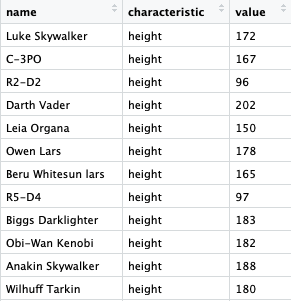 name characteristic value
Luke Skywalker height 172
C-3PO height 167
R2-D2 height 96
Darth Vader height 202
Leia Organa height 150
Owen Lars height 178
Beru Whitesun lars height 165
R5-D4 height 97
Biggs Darklighter height 183
Obi-Wan Kenobi height 182
Anakin Skywalker height 188
Wilhuff Tarkin height 180